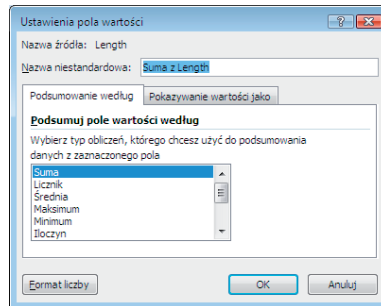 Ustawienia pola wartości
Nazwa źródła: Length
Nazwa niestandardowa: Suma z Length
Podsumowanie według Pokazywanie wartości jako
Podsumuj pole wartości według
Wybierz typ obliczeń, którego chcesz użyć do podsumowania
danych z zaznaczonego pola
Suma
Licznik
Średnia
Maksimum
Minimum
Iloczyn
Format liczby OK Anuluj